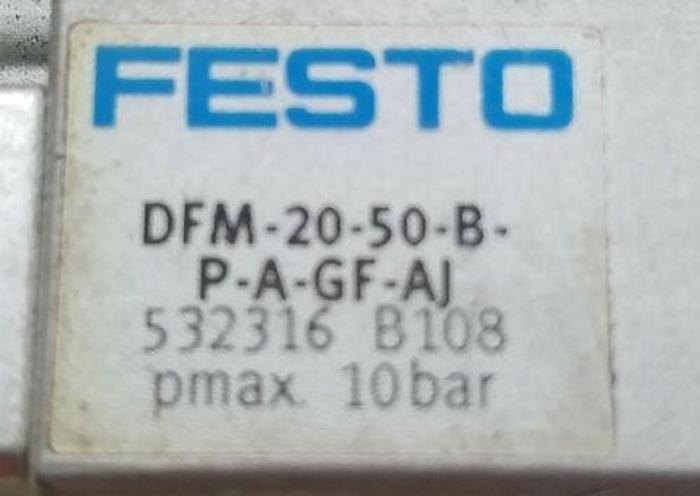 FESTO
DFM-20-50-B-
P-A-GF-AJ
532316 B108
pmax. 10bar